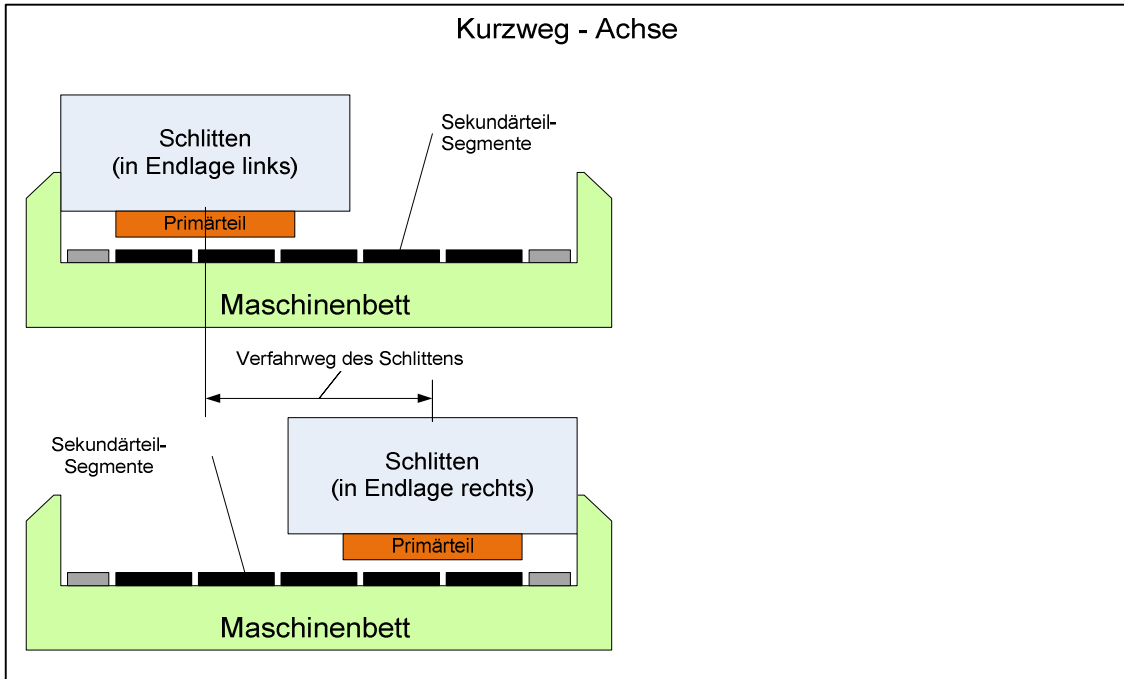 Kurzweg - Achse
Schlitten
(in Endlage links)
Sekundärteil-
Segmente
Primärteil
Maschinenbett
Verfahrweg des Schlittens
Sekundärteil-
Segmente
Schlitten
(in Endlage rechts)
Primärteil
Maschinenbett